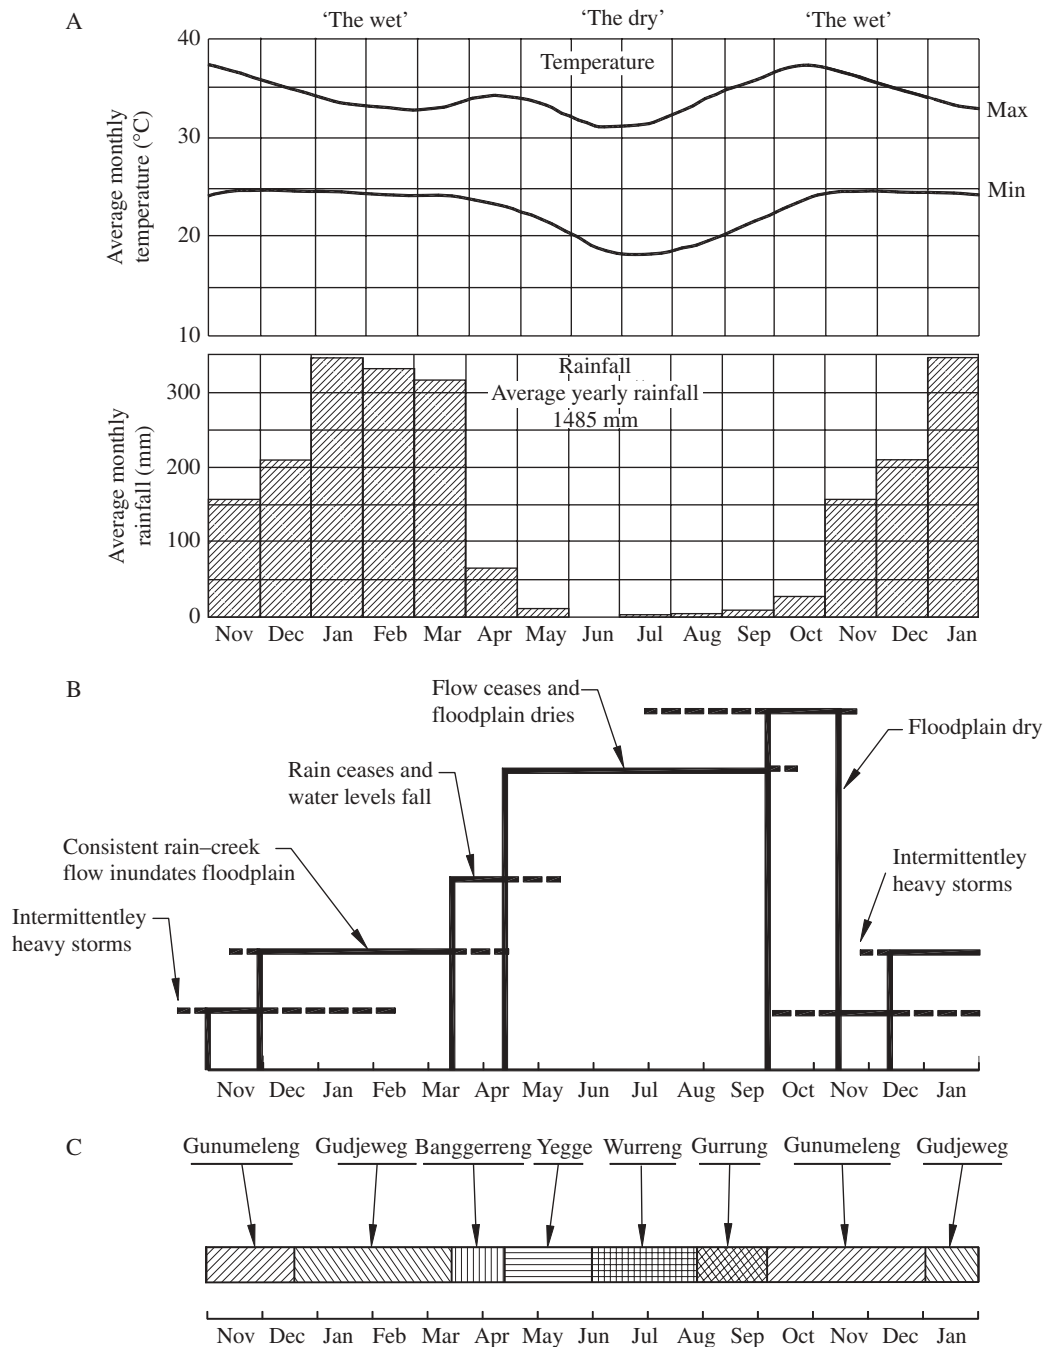 A
'The wet' 'The dry' 'The wet'
40
30
20
10
Average monthly
temperature (°C)
Temperature
Max
Min
300
200
100
0
Average monthly
rainfall (mm)
Rainfall
Average yearly rainfall
1485 mm
Nov Dec Jan Feb Mar Apr May Jun Jul Aug Sep Oct Nov Dec Jan
B
Flow ceases and
floodplain dries
Floodplain dry
Rain ceases and
water levels fall
Consistent rain–creek
flow inundates floodplain
Intermittentley
heavy storms
Intermittentley
heavy storms
Nov Dec Jan Feb Mar Apr May Jun Jul Aug Sep Oct Nov Dec Jan
C
Gunumeleng Gudjeweg Banggerreng Yegge Wurreng Gurrung Gunumeleng Gudjeweg
Nov Dec Jan Feb Mar Apr May Jun Jul Aug Sep Oct Nov Dec Jan